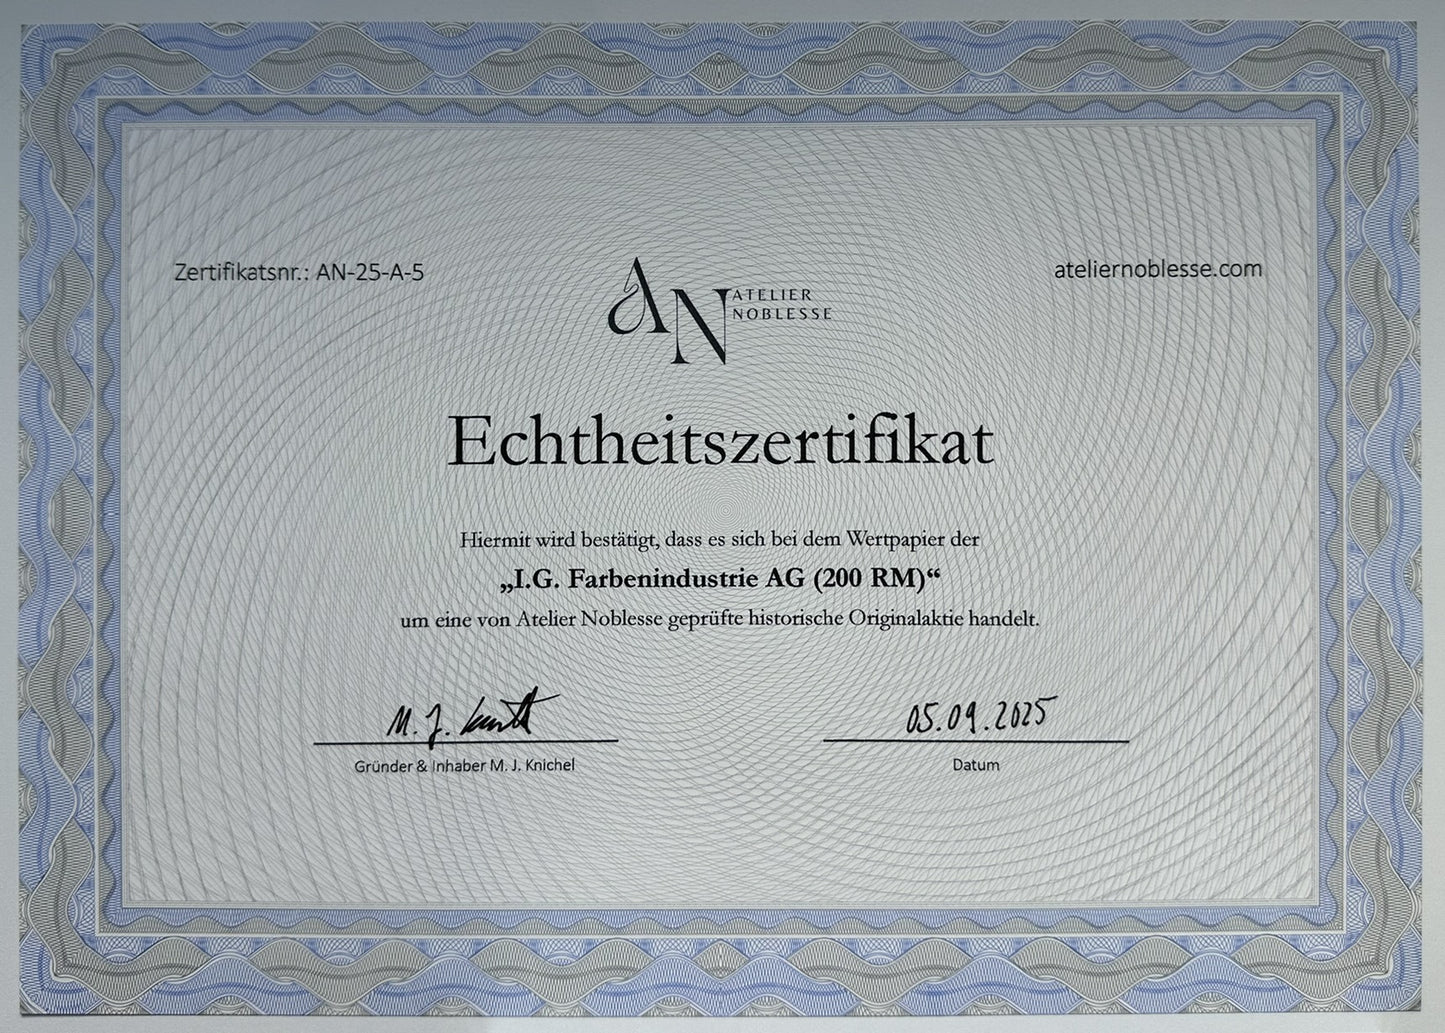 Zertifikatsnr.: AN-25-A-5
ateliernoblesse.com
AN
ATELIER
NOBLESSE
Echtheitszertifikat
Hiermit wird bestätigt, dass es sich bei dem Wertpapier der
„I.G. Farbenindustrie AG (200 RM)“
um eine von Atelier Noblesse geprüfte historische Originalaktie handelt.
M. J.
05.09.2025
Gründer & Inhaber M. J. Knichel
Datum